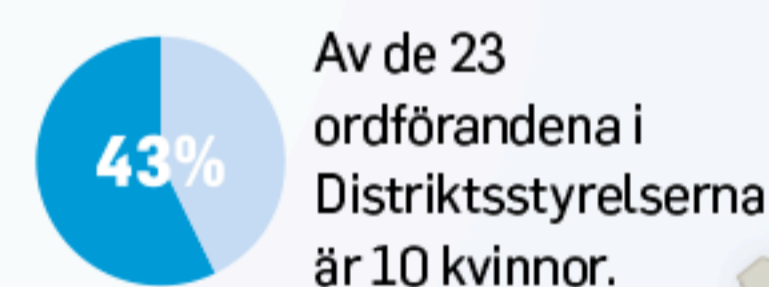 43%
Av de 23
ordförandena i
Distriktsstyrelserna
är 10 kvinnor.